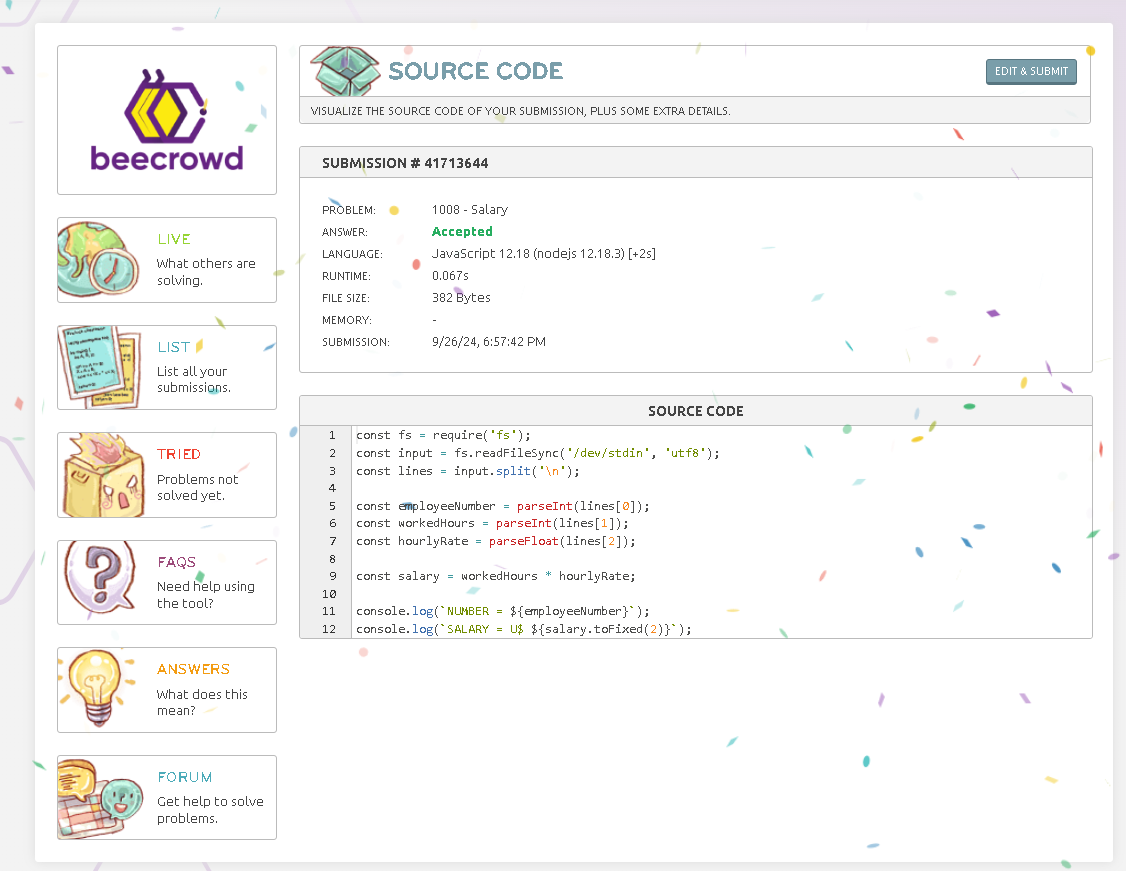 beecrowd
LIVE
What others are
solving.
LIST
List all your
submissions.
TRIED
Problems not
solved yet.
FAQS
Need help using
the tool?
ANSWERS
What does this
mean?
FORUM
Get help to solve
problems.
SOURCE CODE
EDIT & SUBMIT
VISUALIZE THE SOURCE CODE OF YOUR SUBMISSION, PLUS SOME EXTRA DETAILS.
SUBMISSION # 41713644
PROBLEM: 1008 - Salary
ANSWER: Accepted
LANGUAGE: JavaScript 12.18 (nodejs 12.18.3) [+2s]
RUNTIME: 0.067s
FILE SIZE: 382 Bytes
MEMORY: -
SUBMISSION: 9/26/24, 6:57:42 PM
SOURCE CODE
1 const fs = require('fs');
2 const input = fs.readFileSync('/dev/stdin', 'utf8');
3 const lines = input.split('\n');
4
5 const employeeNumber = parseInt(lines[0]);
6 const workedHours = parseInt(lines[1]);
7 const hourlyRate = parseFloat(lines[2]);
8
9 const salary = workedHours * hourlyRate;
10
11 console.log(`NUMBER = ${employeeNumber}`);
12 console.log(`SALARY = U$ ${salary.toFixed(2)}`);